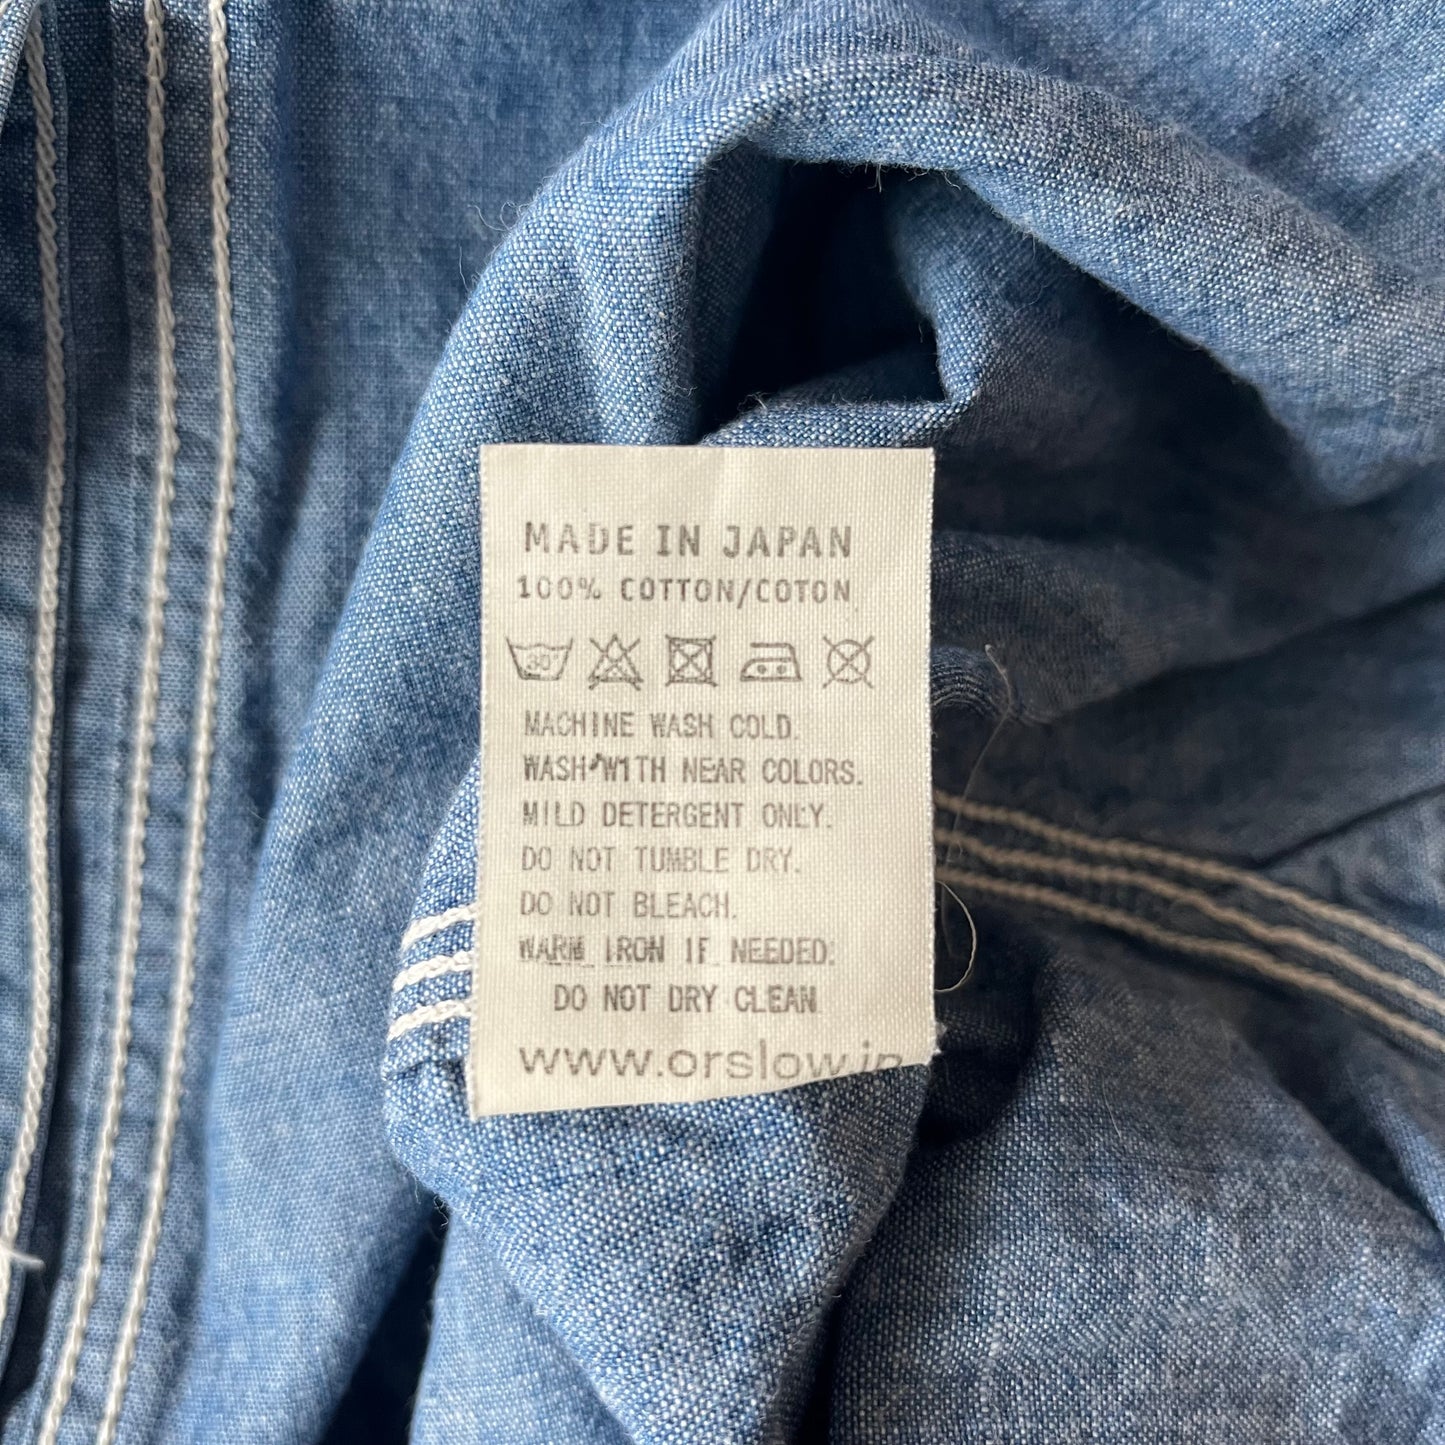 MADE IN JAPAN
100% COTTON/COTON
30°
MACHINE WASH COLD.
WASH WITH NEAR COLORS.
MILD DETERGENT ONLY.
DO NOT TUMBLE DRY.
DO NOT BLEACH.
WARM IRON IF NEEDED.
DO NOT DRY CLEAN
www.orslow.jp